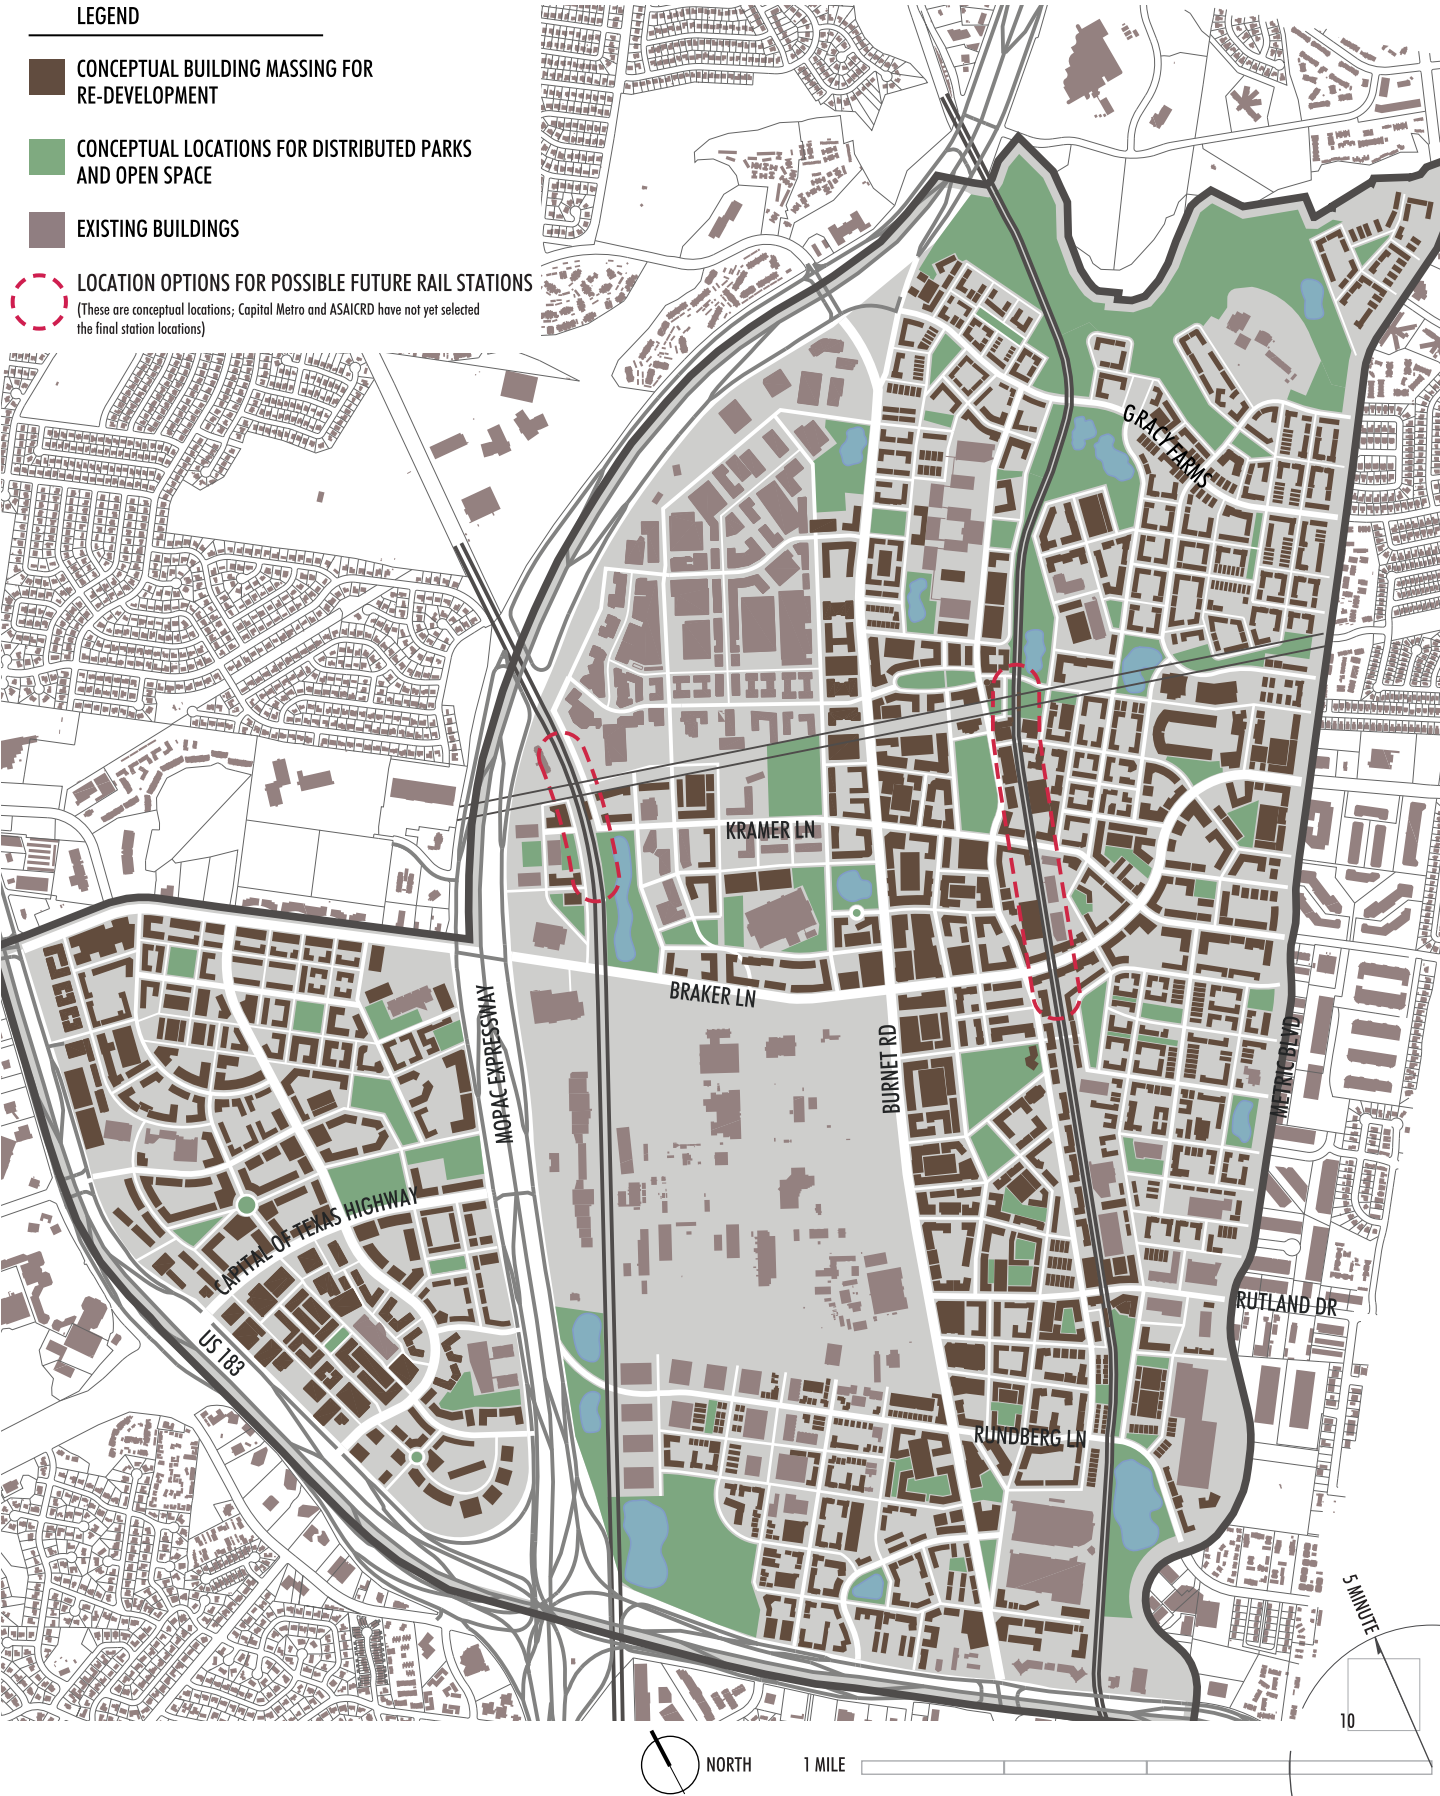 LEGEND
CONCEPTUAL BUILDING MASSING FOR
RE-DEVELOPMENT
CONCEPTUAL LOCATIONS FOR DISTRIBUTED PARKS
AND OPEN SPACE
EXISTING BUILDINGS
LOCATION OPTIONS FOR POSSIBLE FUTURE RAIL STATIONS
(These are conceptual locations; Capital Metro and ASAICRD have not yet selected
the final station locations)
GRACY FARMS
KRAMER LN
BRAKER LN
MOPAC EXPRESSWAY
BURNET RD
METRIC BLVD
CAPITAL OF TEXAS HIGHWAY
US 183
RUTLAND DR
RUNDBERG LN
5 MINUTE
10
NORTH
1 MILE